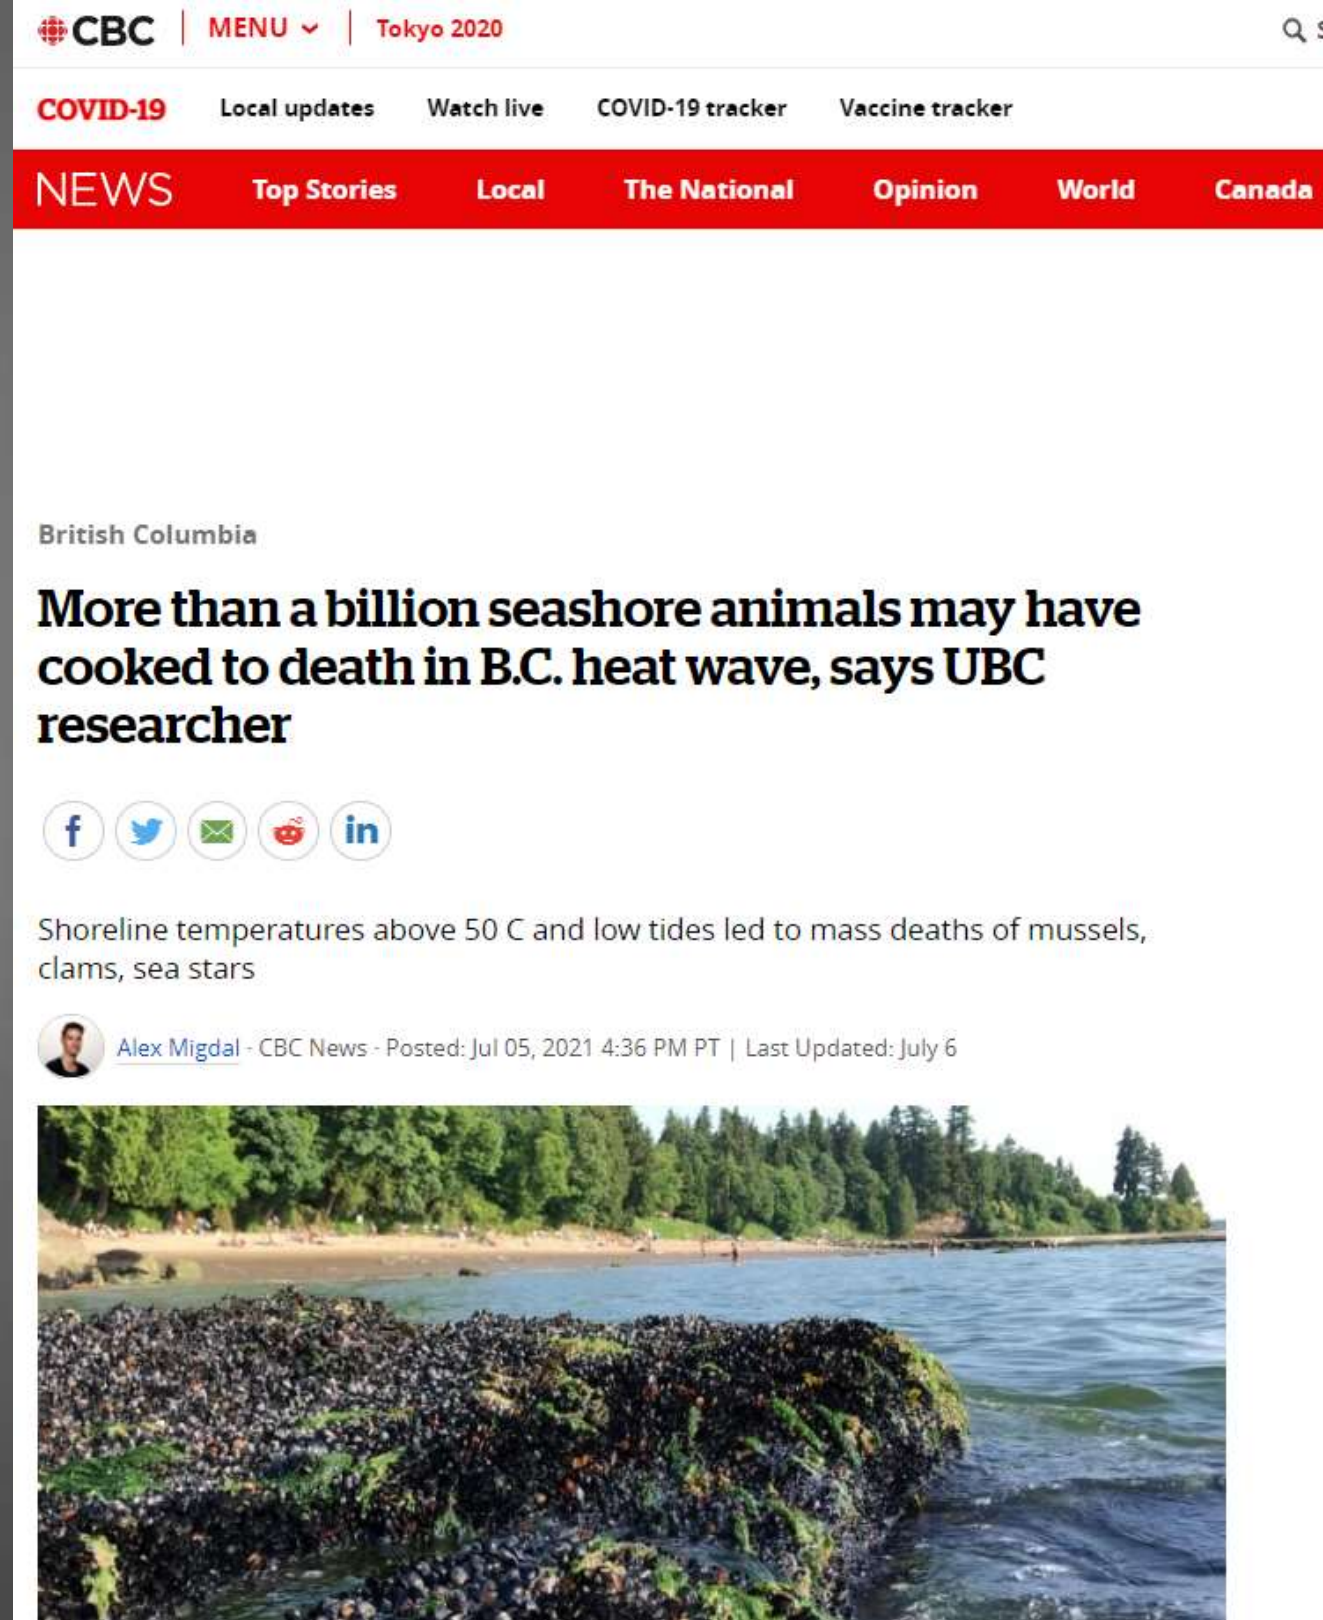 CBC MENU Tokyo 2020
COVID-19 Local updates Watch live COVID-19 tracker Vaccine tracker
NEWS Top Stories Local The National Opinion World Canada
British Columbia
More than a billion seashore animals may have
cooked to death in B.C. heat wave, says UBC
researcher
f in
Shoreline temperatures above 50 C and low tides led to mass deaths of mussels,
clams, sea stars
Alex Migdal · CBC News · Posted: Jul 05, 2021 4:36 PM PT | Last Updated: July 6